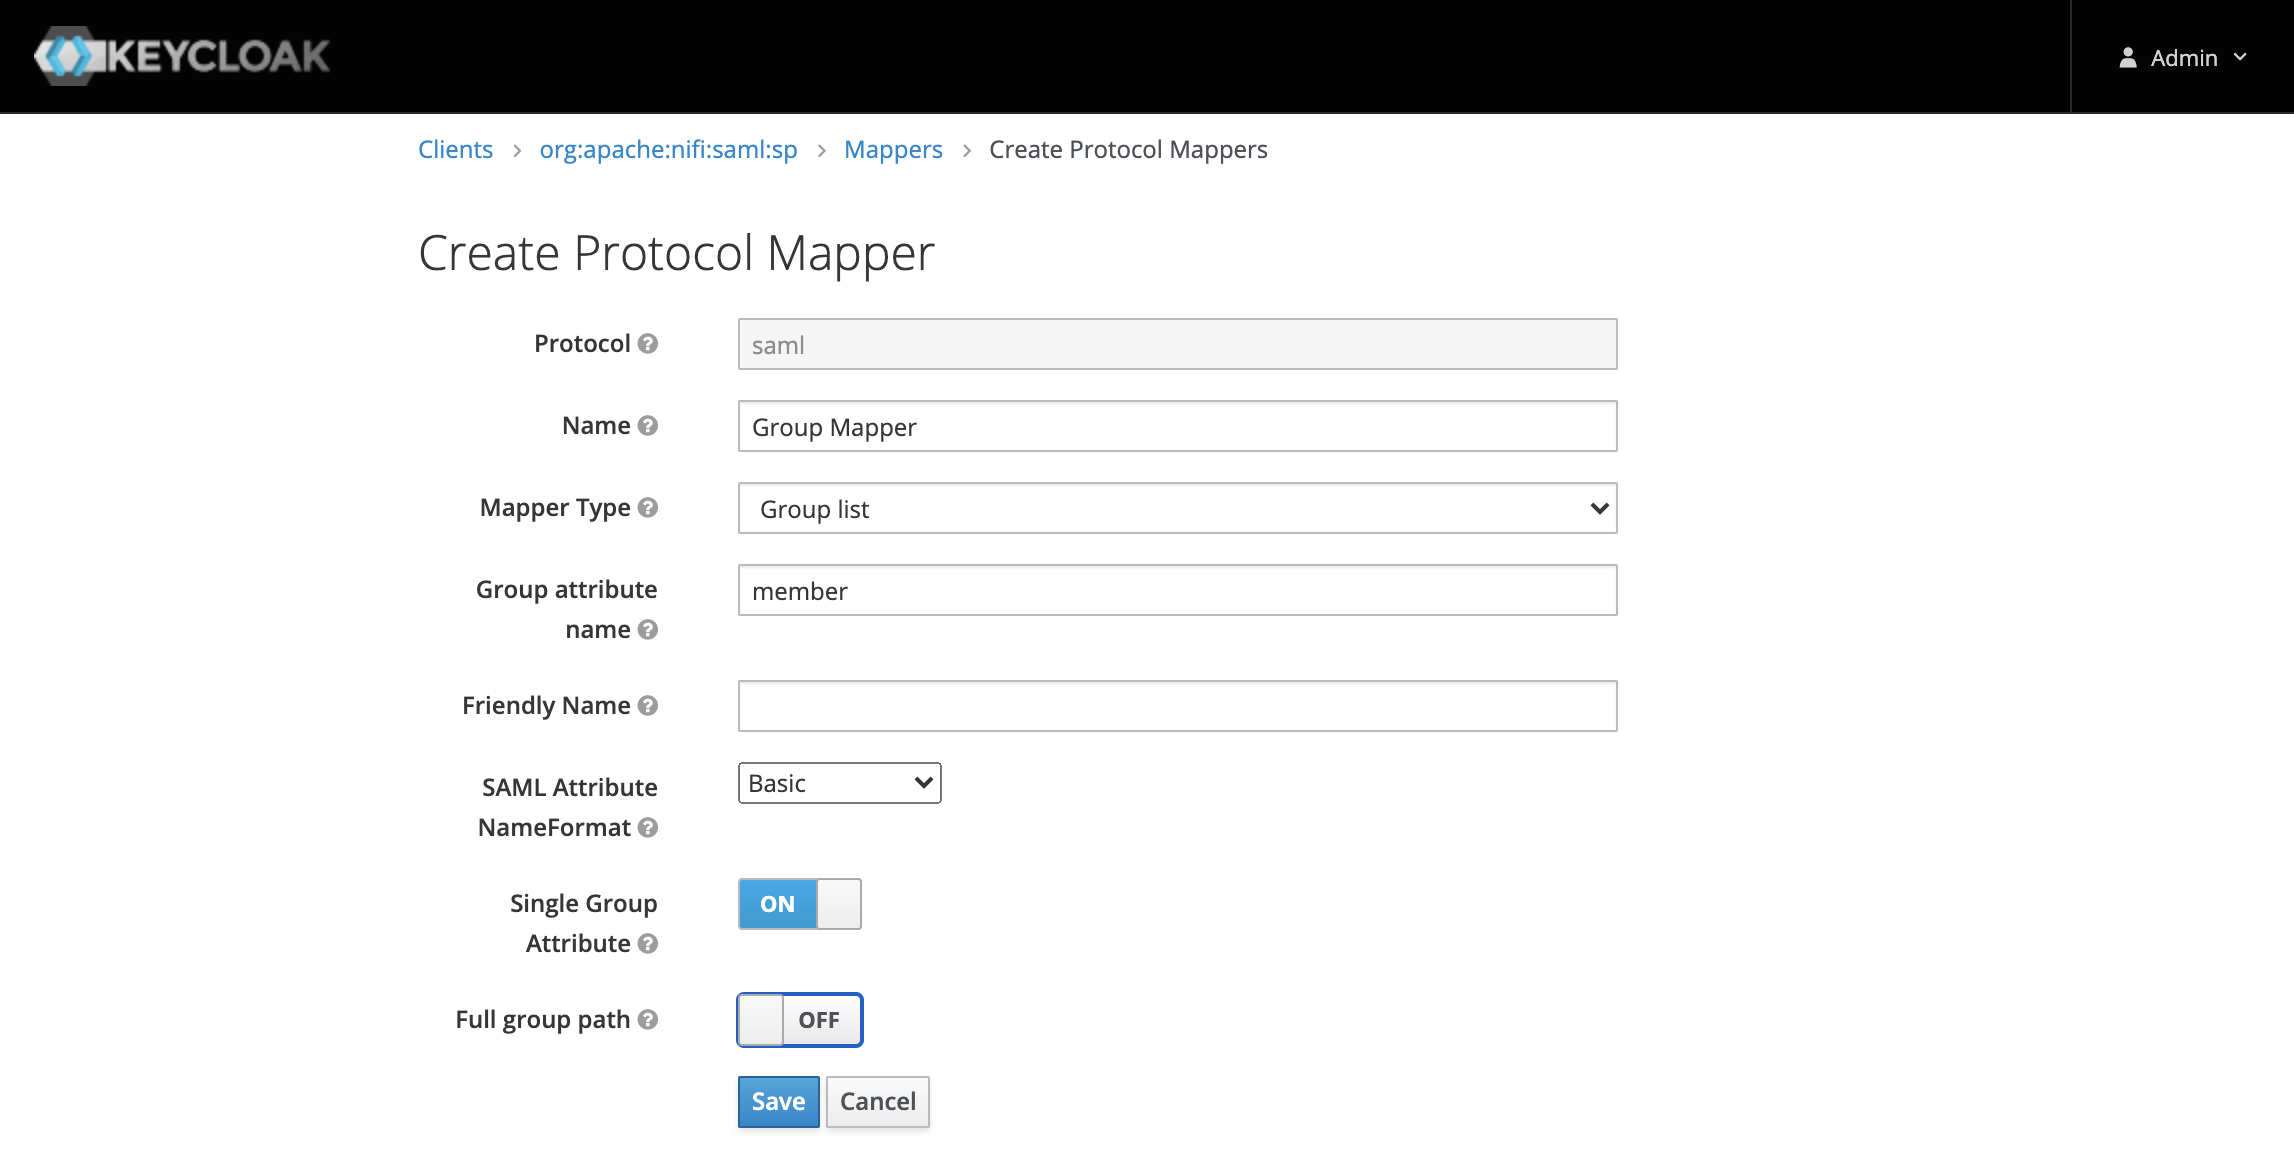 KEYCLOAK
Admin
Clients > org:apache:nifi:saml:sp > Mappers > Create Protocol Mappers
Create Protocol Mapper
Protocol
saml
Name
Group Mapper
Mapper Type
Group list
Group attribute
name
member
Friendly Name
SAML Attribute
NameFormat
Basic
Single Group
Attribute
ON
Full group path
OFF
Save Cancel